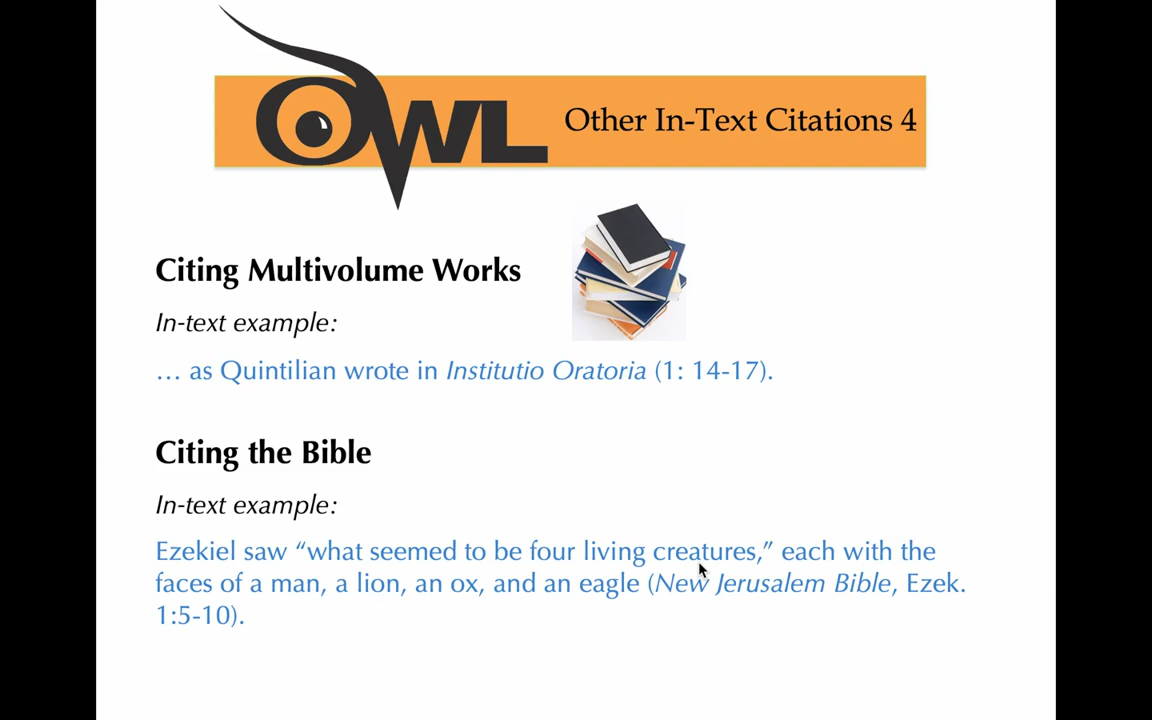 OWL Other In-Text Citations 4
Citing Multivolume Works
In-text example:
… as Quintilian wrote in Institutio Oratoria (1: 14-17).
Citing the Bible
In-text example:
Ezekiel saw “what seemed to be four living creatures,” each with the
faces of a man, a lion, an ox, and an eagle (New Jerusalem Bible, Ezek.
1:5-10).